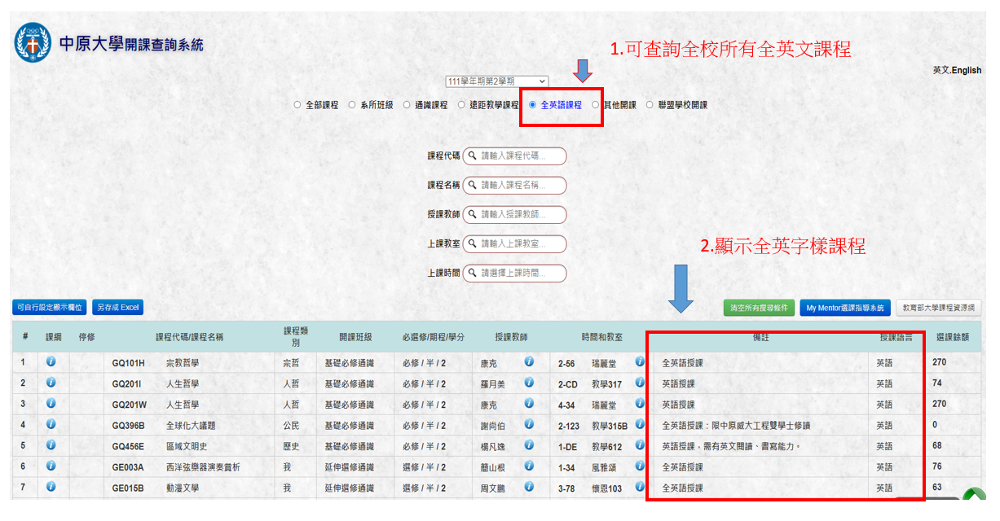 中原大學開課查詢系統
1.可查詢全校所有全英文課程
英文.English
111學年期第2學期
全部課程 系所班級 通識課程 遠距教學課程 全英語課程 其他開課 聯盟學校開課
課程代碼 請輸入課程代碼...
課程名稱 請輸入課程名稱...
授課教師 請輸入授課教師...
上課教室 請輸入上課教室...
2.顯示全英字樣課程
上課時間 請選擇上課時間...
可自行設定顯示欄位 另存成 Excel 清空所有搜尋條件 My Mentor選課指導系統 教育部大學課程資源網
# 課綱 停修 課程代碼/課程名稱 課程類別 開課班級 必選修/期程/學分 授課教師 時間和教室 備註 授課語言 選課餘額
1 GQ101H 宗教哲學 宗哲 基礎必修通識 必修 / 半 / 2 康克 2-56 瑞麗堂 全英語授課 英語 270
2 GQ201I 人生哲學 人哲 基礎必修通識 必修 / 半 / 2 羅月美 2-CD 教學317 英語授課 英語 74
3 GQ201W 人生哲學 人哲 基礎必修通識 必修 / 半 / 2 康克 4-34 瑞麗堂 英語授課 英語 270
4 GQ396B 全球化大議題 公民 基礎必修通識 必修 / 半 / 2 謝尚伯 2-123 教學315B 全英語授課：限中原威大工程雙學士修讀 英語 0
5 GQ456E 區域文明史 歷史 基礎必修通識 必修 / 半 / 2 楊凡逸 1-DE 教學612 英語授課，需有英文閱讀、書寫能力。 英語 68
6 GE003A 西洋弦樂器演奏賞析 我 延伸選修通識 選修 / 半 / 2 簡山根 1-34 風雅頌 全英語授課 英語 76
7 GE015B 動漫文學 我 延伸選修通識 選修 / 半 / 2 周文鵬 3-78 懷恩103 全英語授課 英語 63